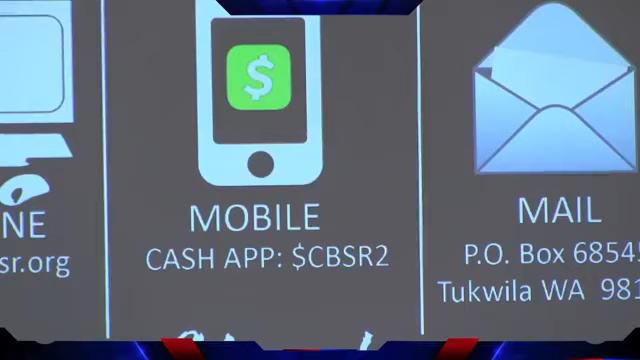 $
NE
sr.org
MOBILE
CASH APP: $CBSR2
MAIL
P.O. Box 6854
Tukwila WA 981